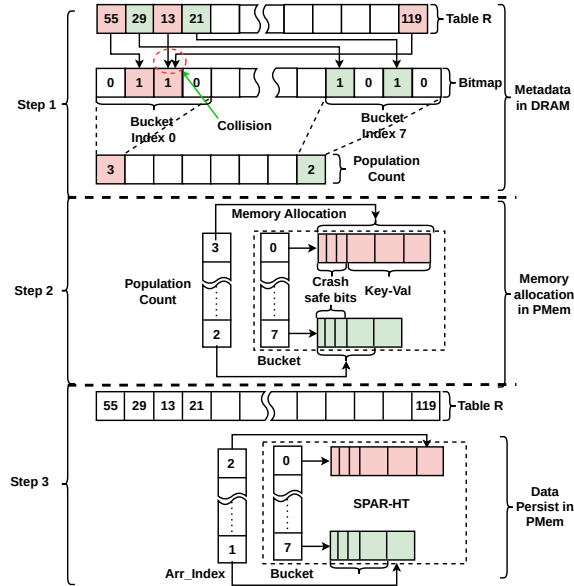 55 29 13 21 119 Table R
0 1 1 0 1 0 1 0 Bitmap
Step 1
Bucket
Index 0
Collision
Bucket
Index 7
Metadata
in DRAM
3 2 Population
Count
Memory Allocation
3 0
Step 2
Population
Count
Crash
safe bits
Key-Val
Memory
allocation
in PMem
2 7
Bucket
55 29 13 21 119 Table R
Step 3
2 0
SPAR-HT
Data
Persist in
PMem
1 7
Arr_Index Bucket